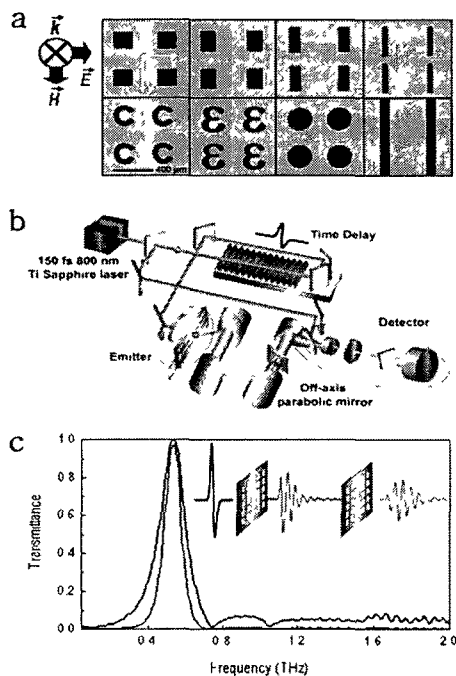 a
k
E
H
400 μm
b
Time Delay
150 fs 800 nm
Ti Sapphire laser
Detector
Emitter
Off-axis
parabolic mirror
c
1.0
0.8
0.6
0.4
0.2
0.0
Transmittance
0 4 0 8 1 2 1 6 2 0
Frequency (THz)